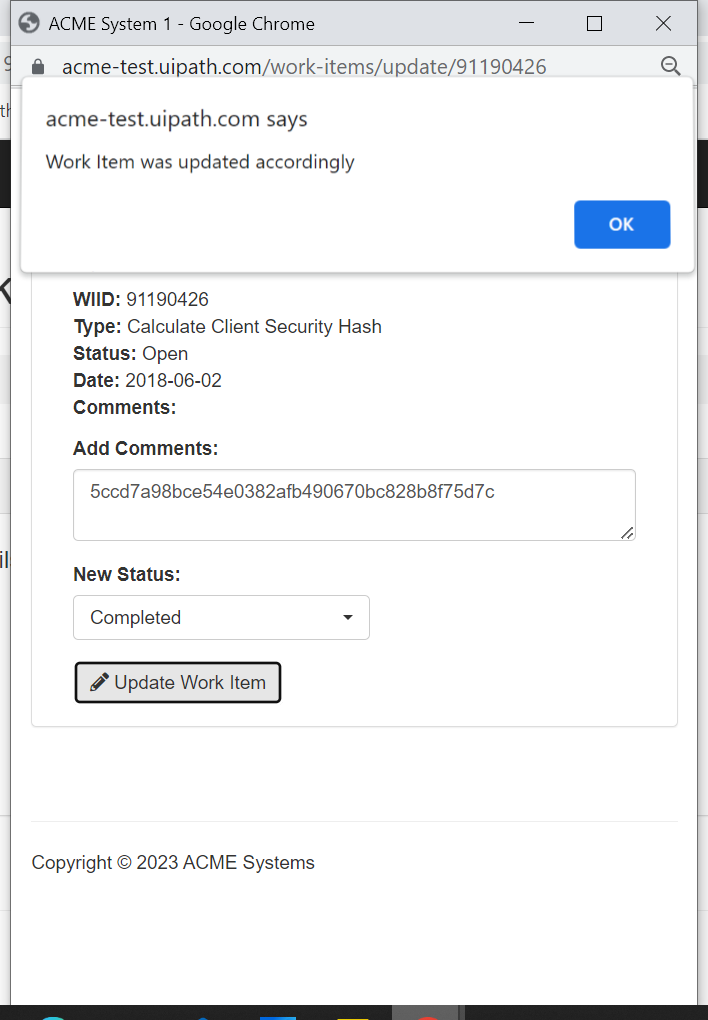 ACME System 1 - Google Chrome
acme-test.uipath.com/work-items/update/91190426
acme-test.uipath.com says
Work Item was updated accordingly
OK
WIID: 91190426
Type: Calculate Client Security Hash
Status: Open
Date: 2018-06-02
Comments:
Add Comments:
5ccd7a98bce54e0382afb490670bc828b8f75d7c
New Status:
Completed
Update Work Item
Copyright © 2023 ACME Systems